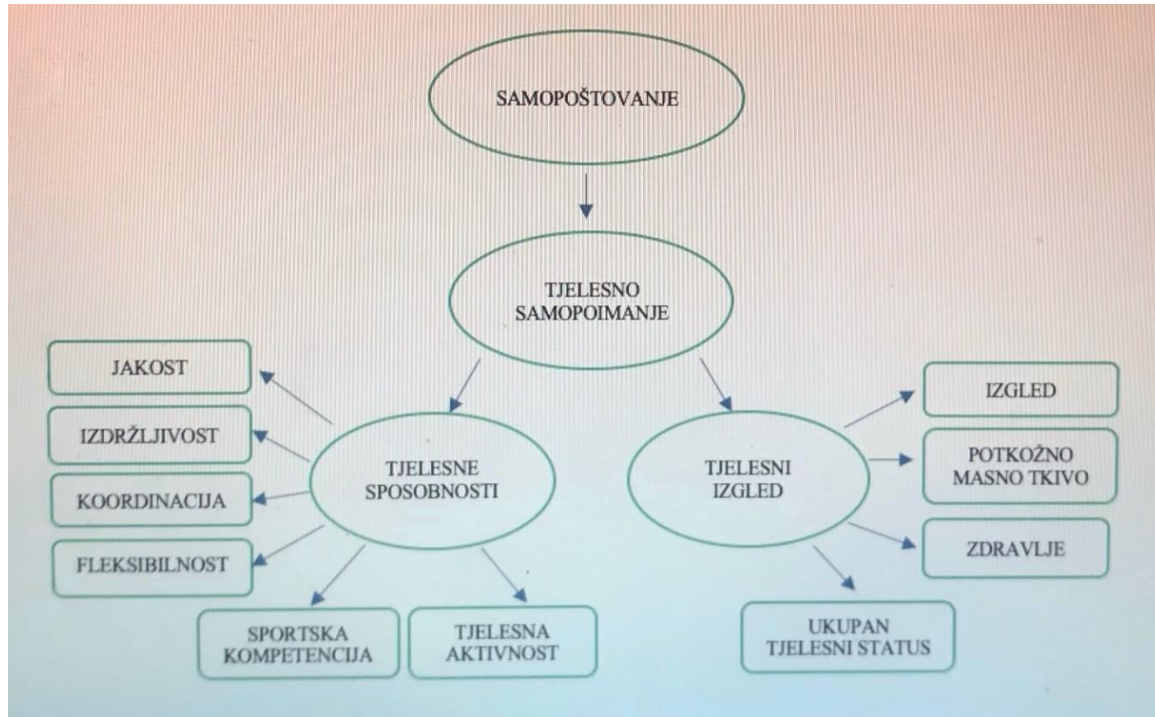 SAMOPOŠTOVANJE
TJELESNO
SAMOPOIMANJE
JAKOST
IZDRŽLJIVOST
KOORDINACIJA
FLEKSIBILNOST
TJELESNE
SPOSOBNOSTI
SPORTSKA
KOMPETENCIJA
TJELESNA
AKTIVNOST
TJELESNI
IZGLED
IZGLED
POTKOŽNO
MASNO TKIVO
ZDRAVLJE
UKUPAN
TJELESNI STATUS